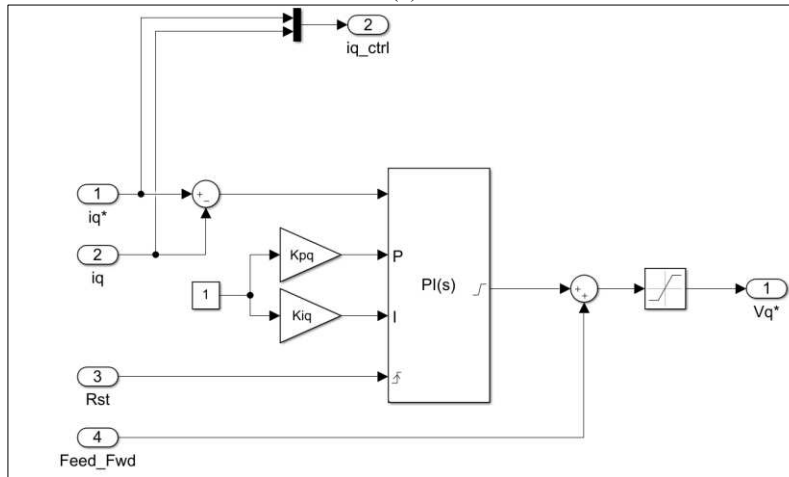 2
iq_ctrl
1
iq*
+
−
2
iq
Kpq
P
1
Kiq
I
PI(s)
+
+
1
Vq*
3
Rst
4
Feed_Fwd